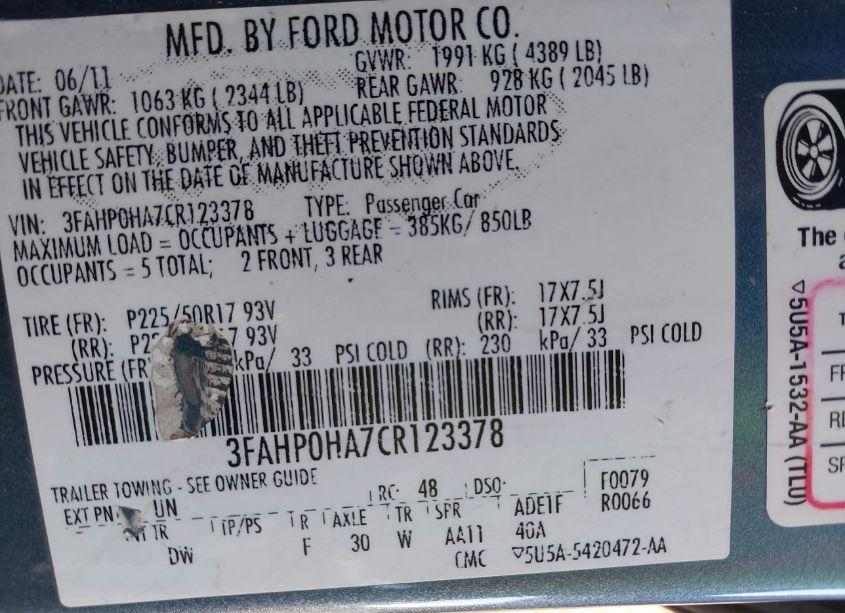 MFD. BY FORD MOTOR CO.
DATE: 06/11 GVWR: 1991 KG ( 4389 LB)
FRONT GAWR: 1063 KG ( 2344 LB) REAR GAWR: 928 KG ( 2045 LB)
THIS VEHICLE CONFORMS TO ALL APPLICABLE FEDERAL MOTOR
VEHICLE SAFETY, BUMPER, AND THEFT PREVENTION STANDARDS
IN EFFECT ON THE DATE OF MANUFACTURE SHOWN ABOVE.
VIN: 3FAHP0HA7CR123378 TYPE: Passenger Car
MAXIMUM LOAD = OCCUPANTS + LUGGAGE = 385KG/ 850LB
OCCUPANTS = 5 TOTAL; 2 FRONT, 3 REAR
TIRE (FR): P225/50R17 93V RIMS (FR): 17X7.5J
(RR): 93V (RR): 17X7.5J
PRESSURE (FR kPa/ 33 PSI COLD (RR): 230 kPa/ 33 PSI COLD
3FAHP0HA7CR123378
TRAILER TOWING - SEE OWNER GUIDE
EXT PNT UN RC: 48 DSO: F0079
R0066
TR TP/PS R AXLE TR SPR ADE1F
DW F 30 W AA11 40A
CMC ▽5U5A-5420472-AA
The
▽5U5A-1532-AA (TLU)